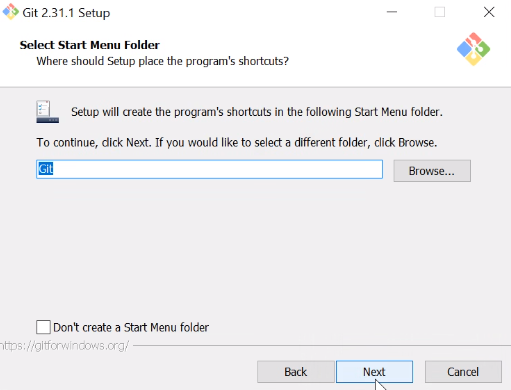 Git 2.31.1 Setup
Select Start Menu Folder
Where should Setup place the program's shortcuts?
Setup will create the program's shortcuts in the following Start Menu folder.
To continue, click Next. If you would like to select a different folder, click Browse.
Git
Browse...
Don't create a Start Menu folder
https://gitforwindows.org/
Back
Next
Cancel